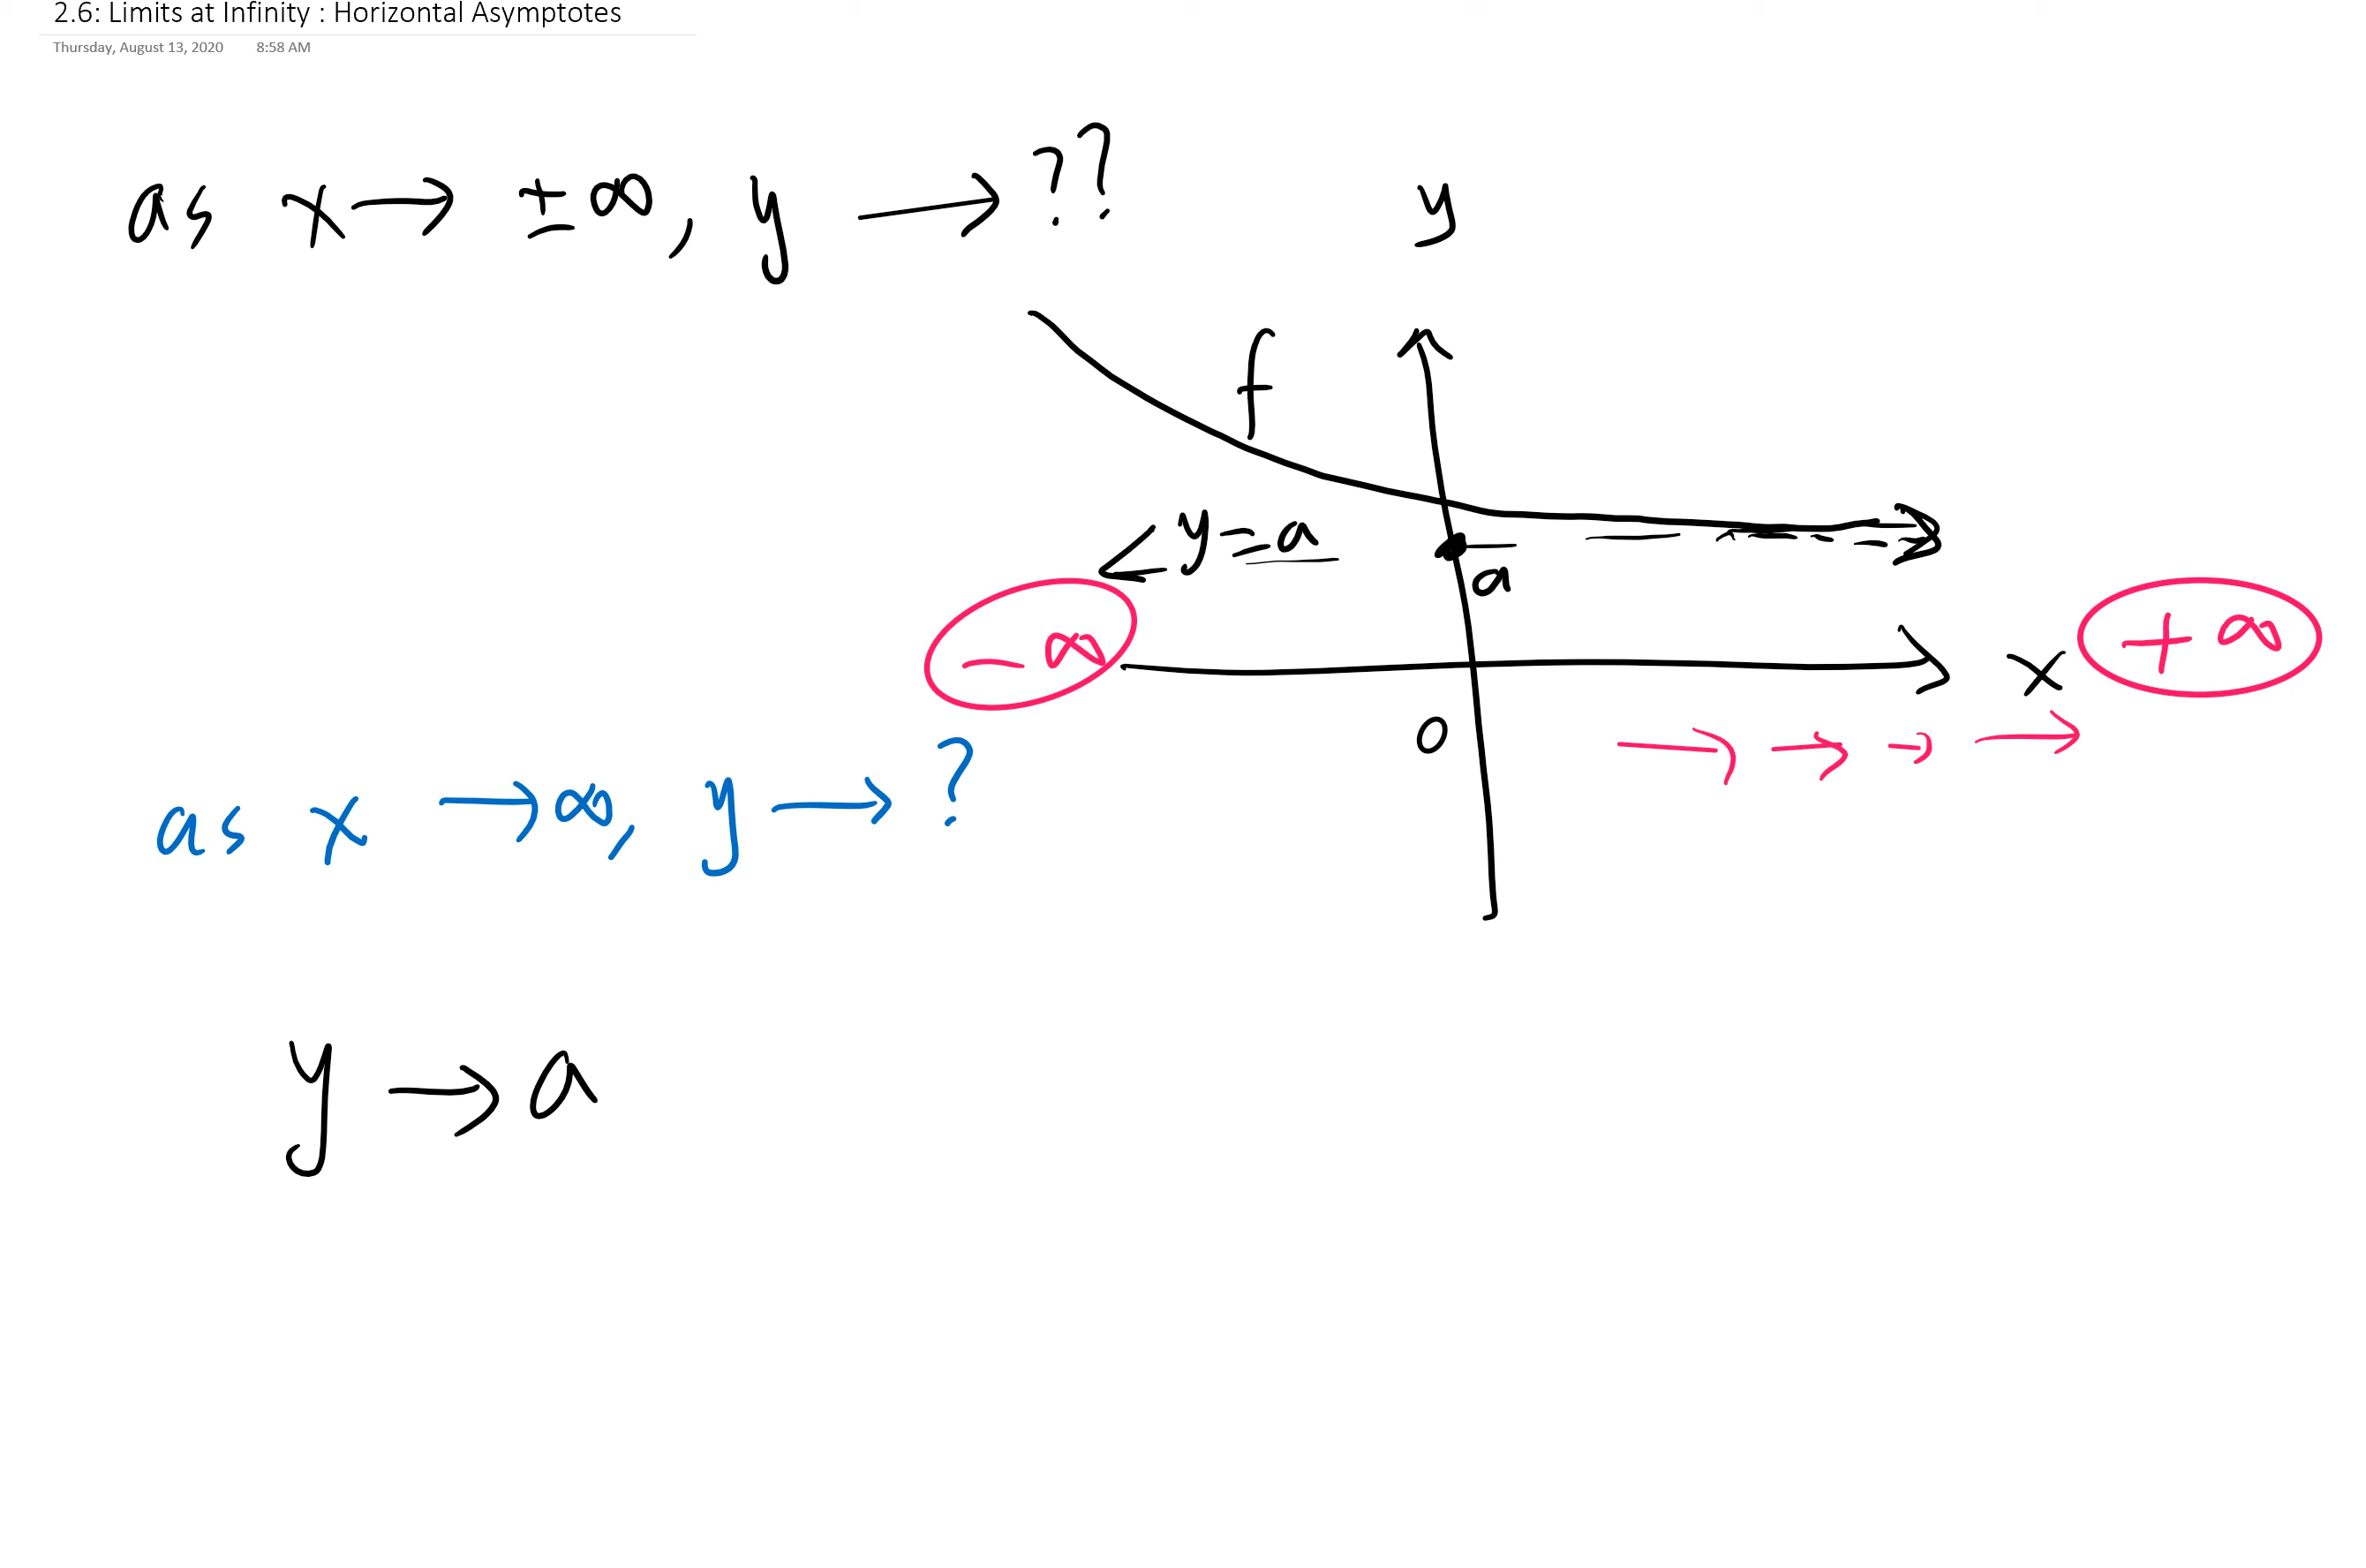 2.6: Limits at Infinity : Horizontal Asymptotes
Thursday, August 13, 2020 8:58 AM
as x → ± ∞, y → ??
y
f
y = a
a
- ∞
+ ∞
x
0
as x → ∞, y → ?
y → a